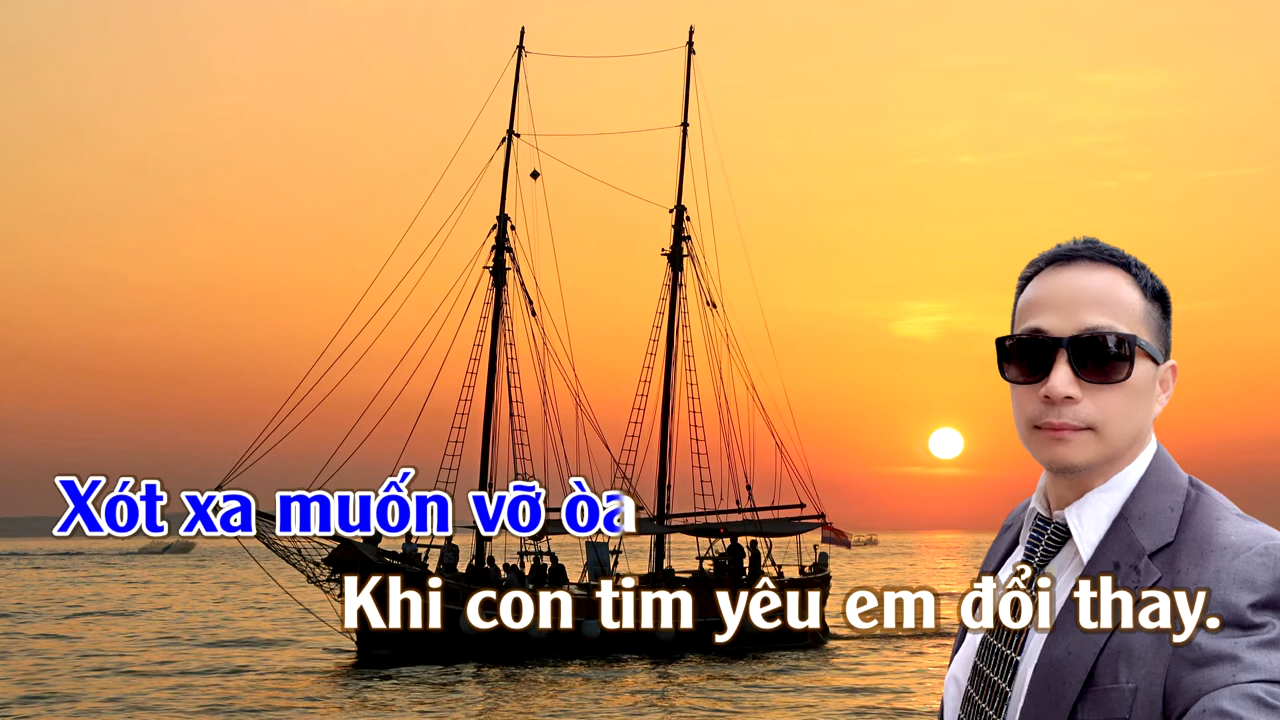 Xót xa muốn vỡ òa
Khi con tim yêu em đổi thay.